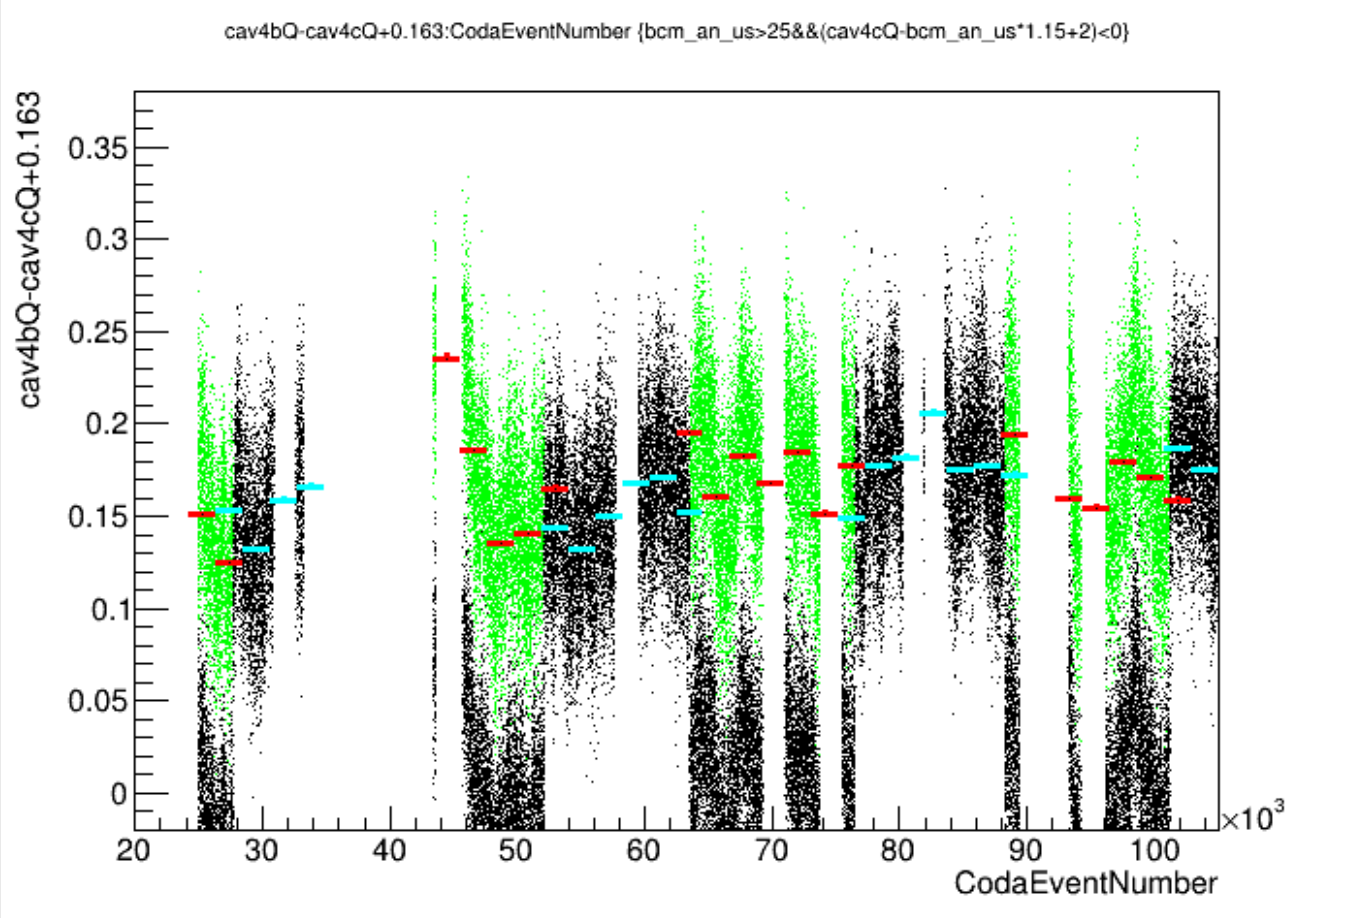 cav4bQ-cav4cQ+0.163:CodaEventNumber {bcm_an_us>25&&(cav4cQ-bcm_an_us*1.15+2)<0}
cav4bQ-cav4cQ+0.163
0.35
0.3
0.25
0.2
0.15
0.1
0.05
0
20 30 40 50 60 70 80 90 100
×10³
CodaEventNumber